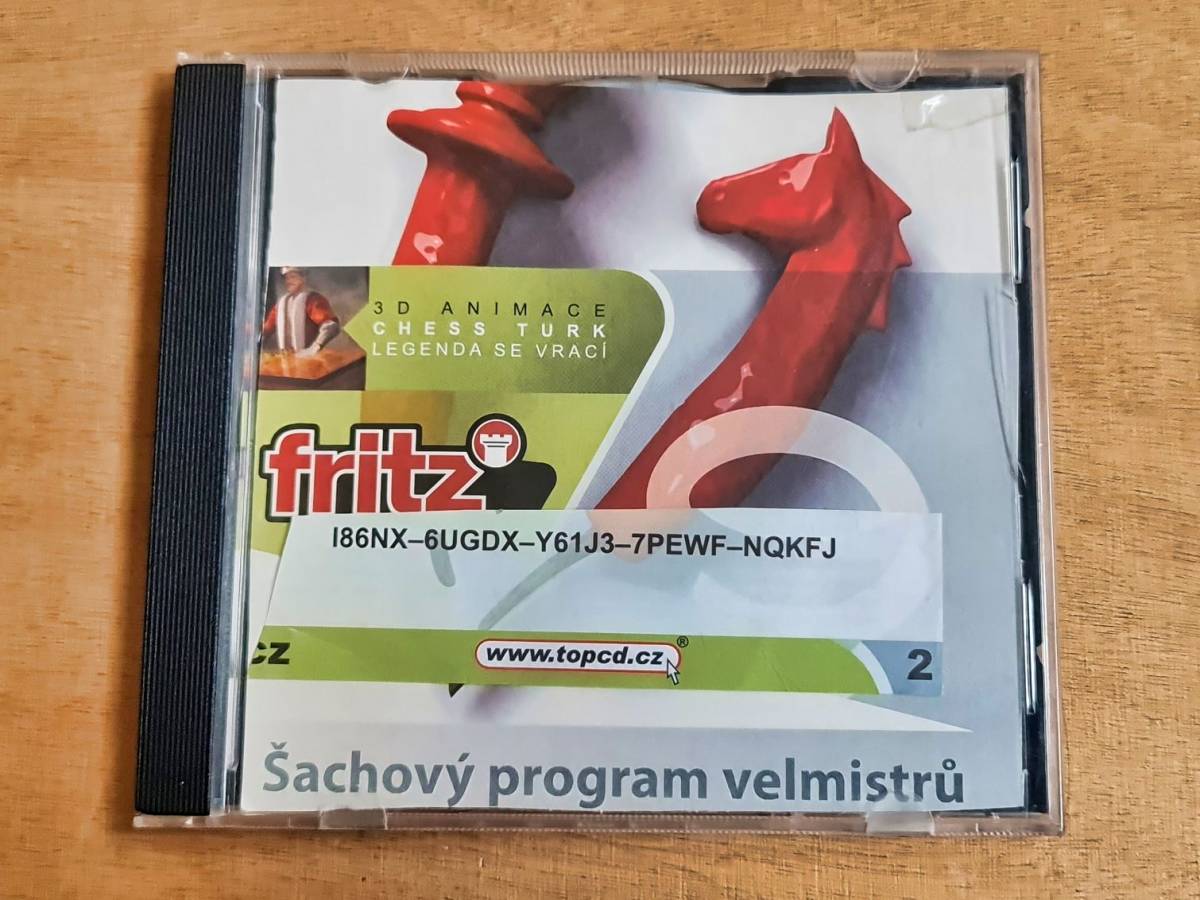 3D ANIMACE
CHESS TURK
LEGENDA SE VRACÍ
fritz
I86NX–6UGDX–Y61J3–7PEWF–NQKFJ
cz
www.topcd.cz®
2
Šachový program velmistrů